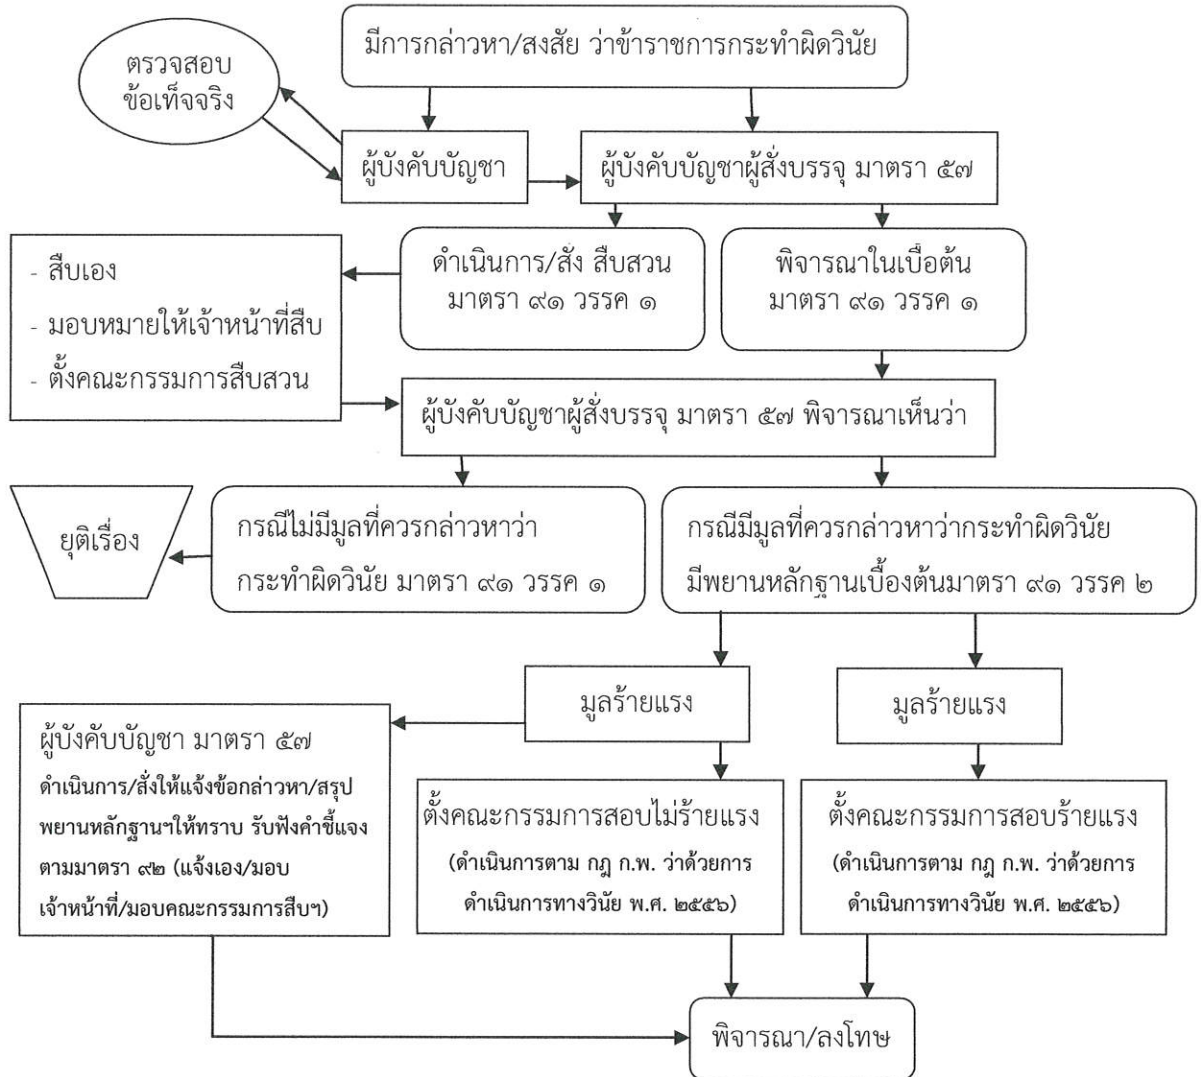 มีการกล่าวหา/สงสัย ว่าข้าราชการกระทำผิดวินัย
ตรวจสอบ
ข้อเท็จจริง
ผู้บังคับบัญชา
ผู้บังคับบัญชาผู้สั่งบรรจุ มาตรา ๕๗
- สืบเอง
- มอบหมายให้เจ้าหน้าที่สืบ
- ตั้งคณะกรรมการสืบสวน
ดำเนินการ/สั่ง สืบสวน
มาตรา ๙๑ วรรค ๑
พิจารณาในเบื่อต้น
มาตรา ๙๑ วรรค ๑
ผู้บังคับบัญชาผู้สั่งบรรจุ มาตรา ๕๗ พิจารณาเห็นว่า
ยุติเรื่อง
กรณีไม่มีมูลที่ควรกล่าวหาว่า
กระทำผิดวินัย มาตรา ๙๑ วรรค ๑
กรณีมีมูลที่ควรกล่าวหาว่ากระทำผิดวินัย
มีพยานหลักฐานเบื้องต้นมาตรา ๙๑ วรรค ๒
มูลร้ายแรง
มูลร้ายแรง
ผู้บังคับบัญชา มาตรา ๕๗
ดำเนินการ/สั่งให้แจ้งข้อกล่าวหา/สรุป
พยานหลักฐานฯให้ทราบ รับฟังคำชี้แจง
ตามมาตรา ๙๒ (แจ้งเอง/มอบ
เจ้าหน้าที่/มอบคณะกรรมการสืบฯ)
ตั้งคณะกรรมการสอบไม่ร้ายแรง
(ดำเนินการตาม กฎ ก.พ. ว่าด้วยการ
ดำเนินการทางวินัย พ.ศ. ๒๕๕๖)
ตั้งคณะกรรมการสอบร้ายแรง
(ดำเนินการตาม กฎ ก.พ. ว่าด้วยการ
ดำเนินการทางวินัย พ.ศ. ๒๕๕๖)
พิจารณา/ลงโทษ